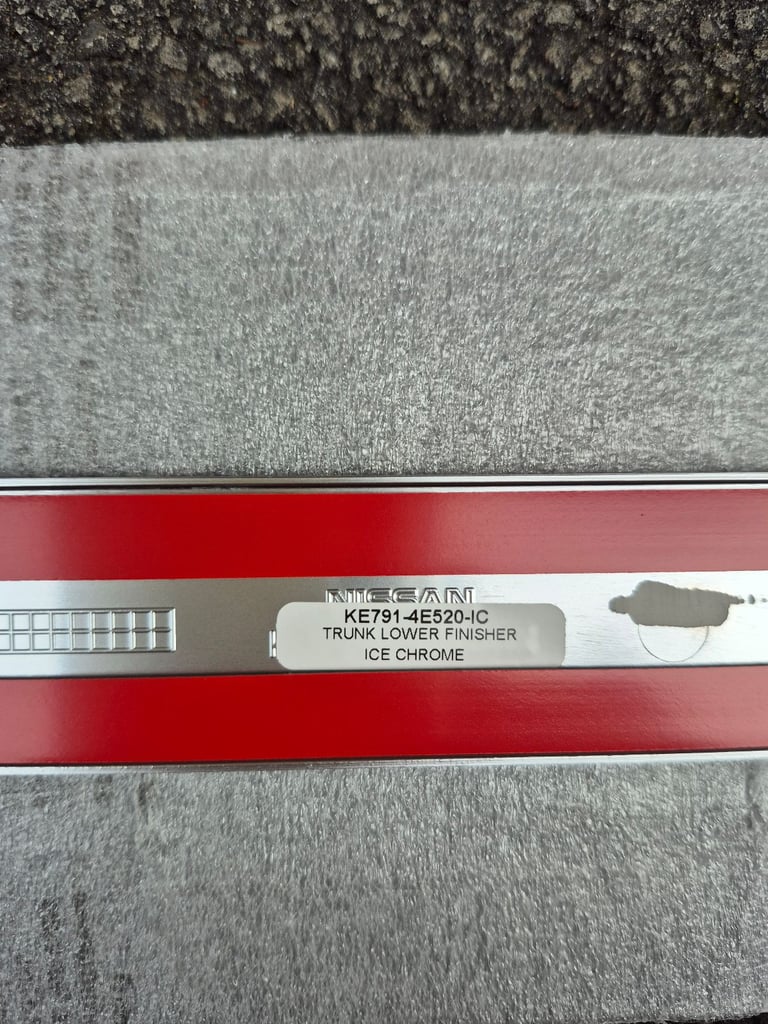 NISSAN
KE791-4E520-IC
TRUNK LOWER FINISHER
ICE CHROME